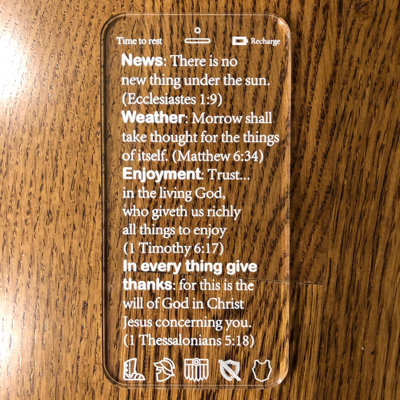 Time to rest Recharge
News: There is no
new thing under the sun.
(Ecclesiastes 1:9)
Weather: Morrow shall
take thought for the things
of itself. (Matthew 6:34)
Enjoyment: Trust...
in the living God,
who giveth us richly
all things to enjoy
(1 Timothy 6:17)
In every thing give
thanks: for this is the
will of God in Christ
Jesus concerning you.
(1 Thessalonians 5:18)